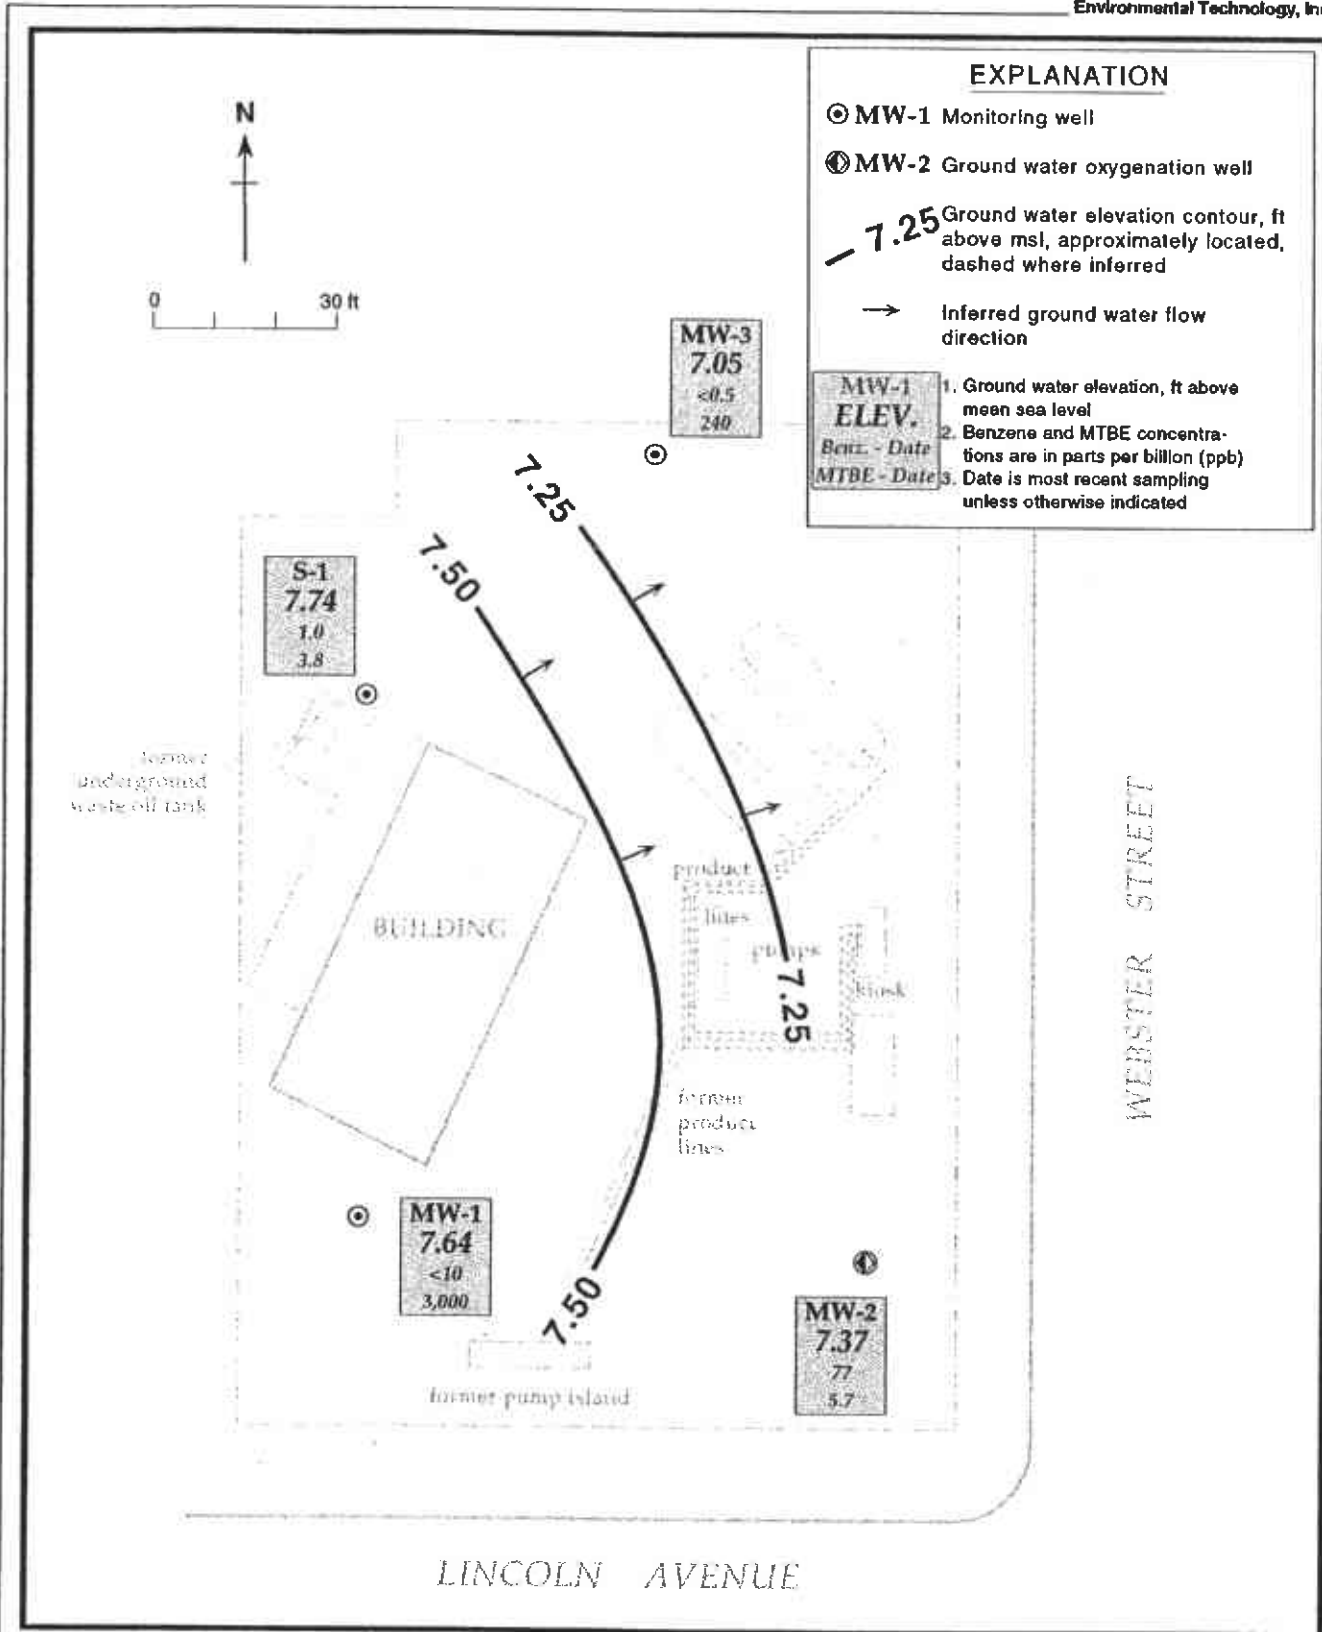 Environmental Technology, In
EXPLANATION
MW-1 Monitoring well
MW-2 Ground water oxygenation well
7.25 Ground water elevation contour, ft
above msl, approximately located,
dashed where inferred
Inferred ground water flow
direction
MW-1
ELEV.
Benz. - Date
MTBE - Date
1. Ground water elevation, ft above
mean sea level
2. Benzene and MTBE concentra-
tions are in parts per billion (ppb)
3. Date is most recent sampling
unless otherwise indicated
N
0 30 ft
MW-3
7.05
<0.5
240
7.25
7.50
S-1
7.74
1.0
3.8
former
underground
waste oil tank
BUILDING
product
lines
pumps
kiosk
7.25
former
product
lines
WEBSTER STREET
MW-1
7.64
<10
3,000
7.50
former pump island
MW-2
7.37
77
5.7
LINCOLN AVENUE